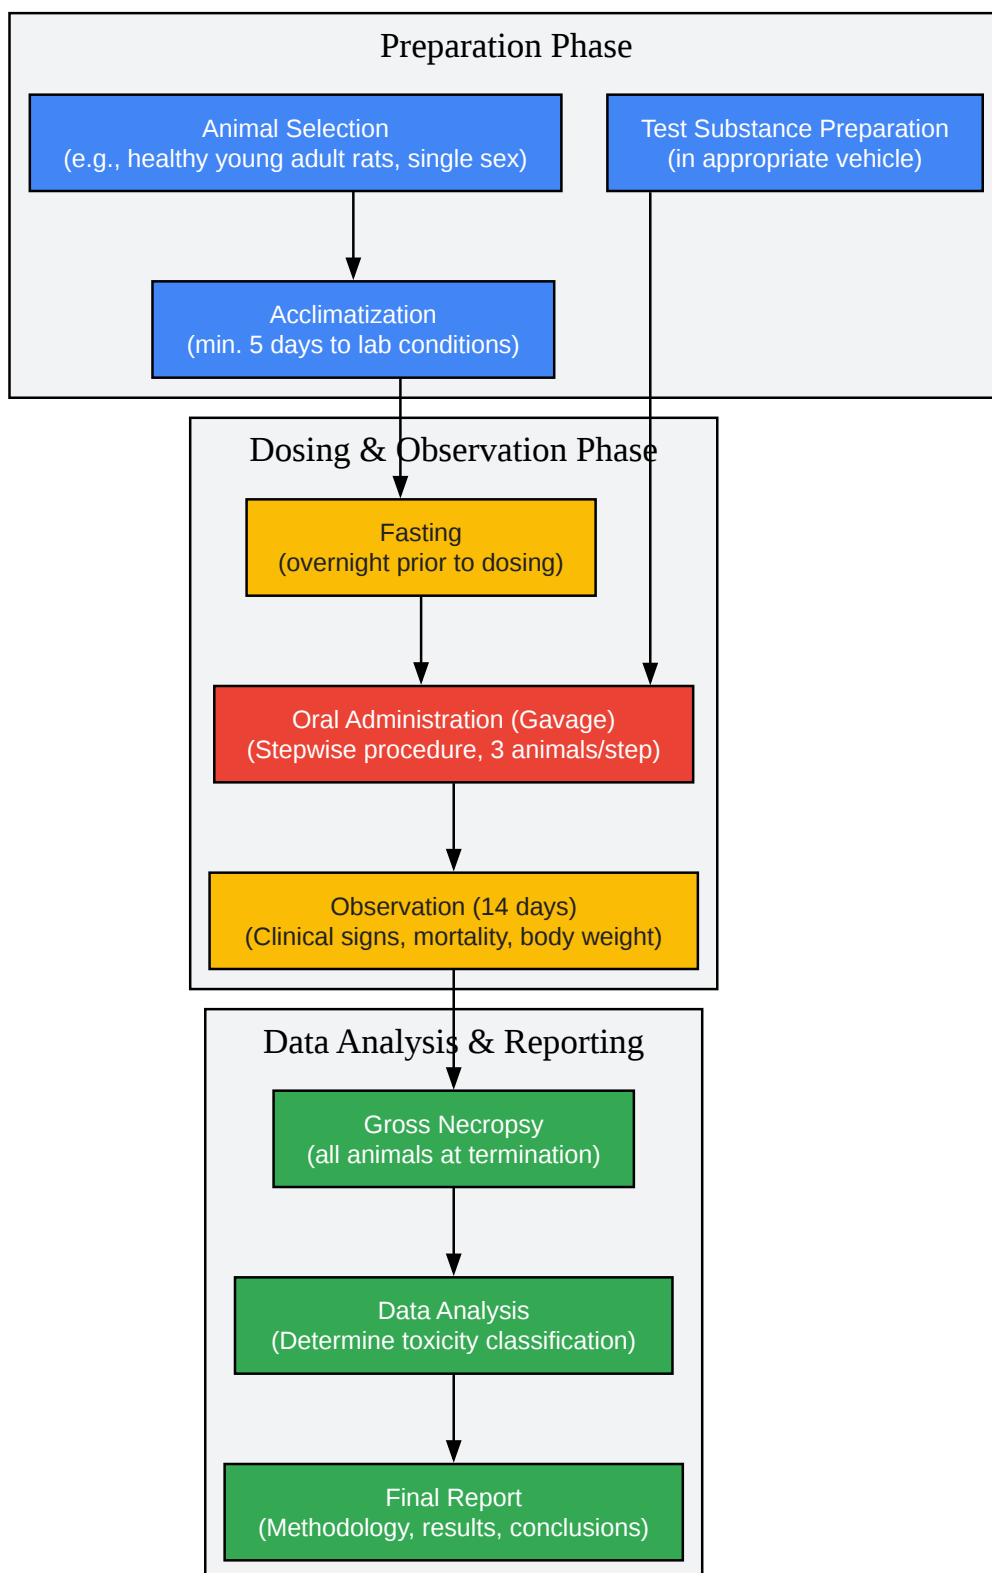 Preparation Phase
Animal Selection
(e.g., healthy young adult rats, single sex)
Test Substance Preparation
(in appropriate vehicle)
Acclimatization
(min. 5 days to lab conditions)
Dosing & Observation Phase
Fasting
(overnight prior to dosing)
Oral Administration (Gavage)
(Stepwise procedure, 3 animals/step)
Observation (14 days)
(Clinical signs, mortality, body weight)
Data Analysis & Reporting
Gross Necropsy
(all animals at termination)
Data Analysis
(Determine toxicity classification)
Final Report
(Methodology, results, conclusions)